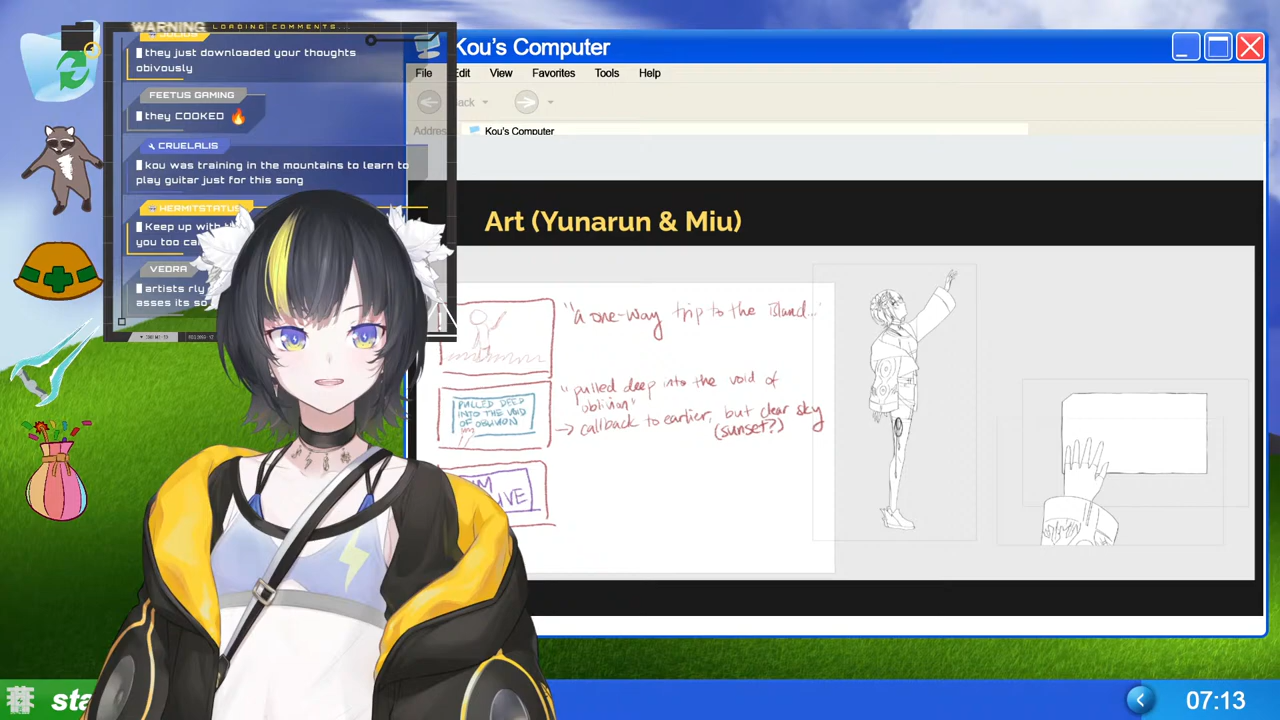 WARNING
LOADING COMMENTS...
they just downloaded your thoughts
obivously
FEETUS GAMING
they COOKED 🔥
CRUELALIS
kou was training in the mountains to learn to
play guitar just for this song
HERMITSTATUS
Keep up with
you too ca
VEDRA
artists rly
asses its so
Kou's Computer
File Edit View Favorites Tools Help
Back
Address Kou's Computer
Art (Yunarun & Miu)
"a one-way trip to the Island..."
"pulled deep into the void of
oblivion"
→ callback to earlier, but clear sky
(sunset?)
PULLED DEEP
INTO THE VOID
OF OBLIVION
sta
07:13